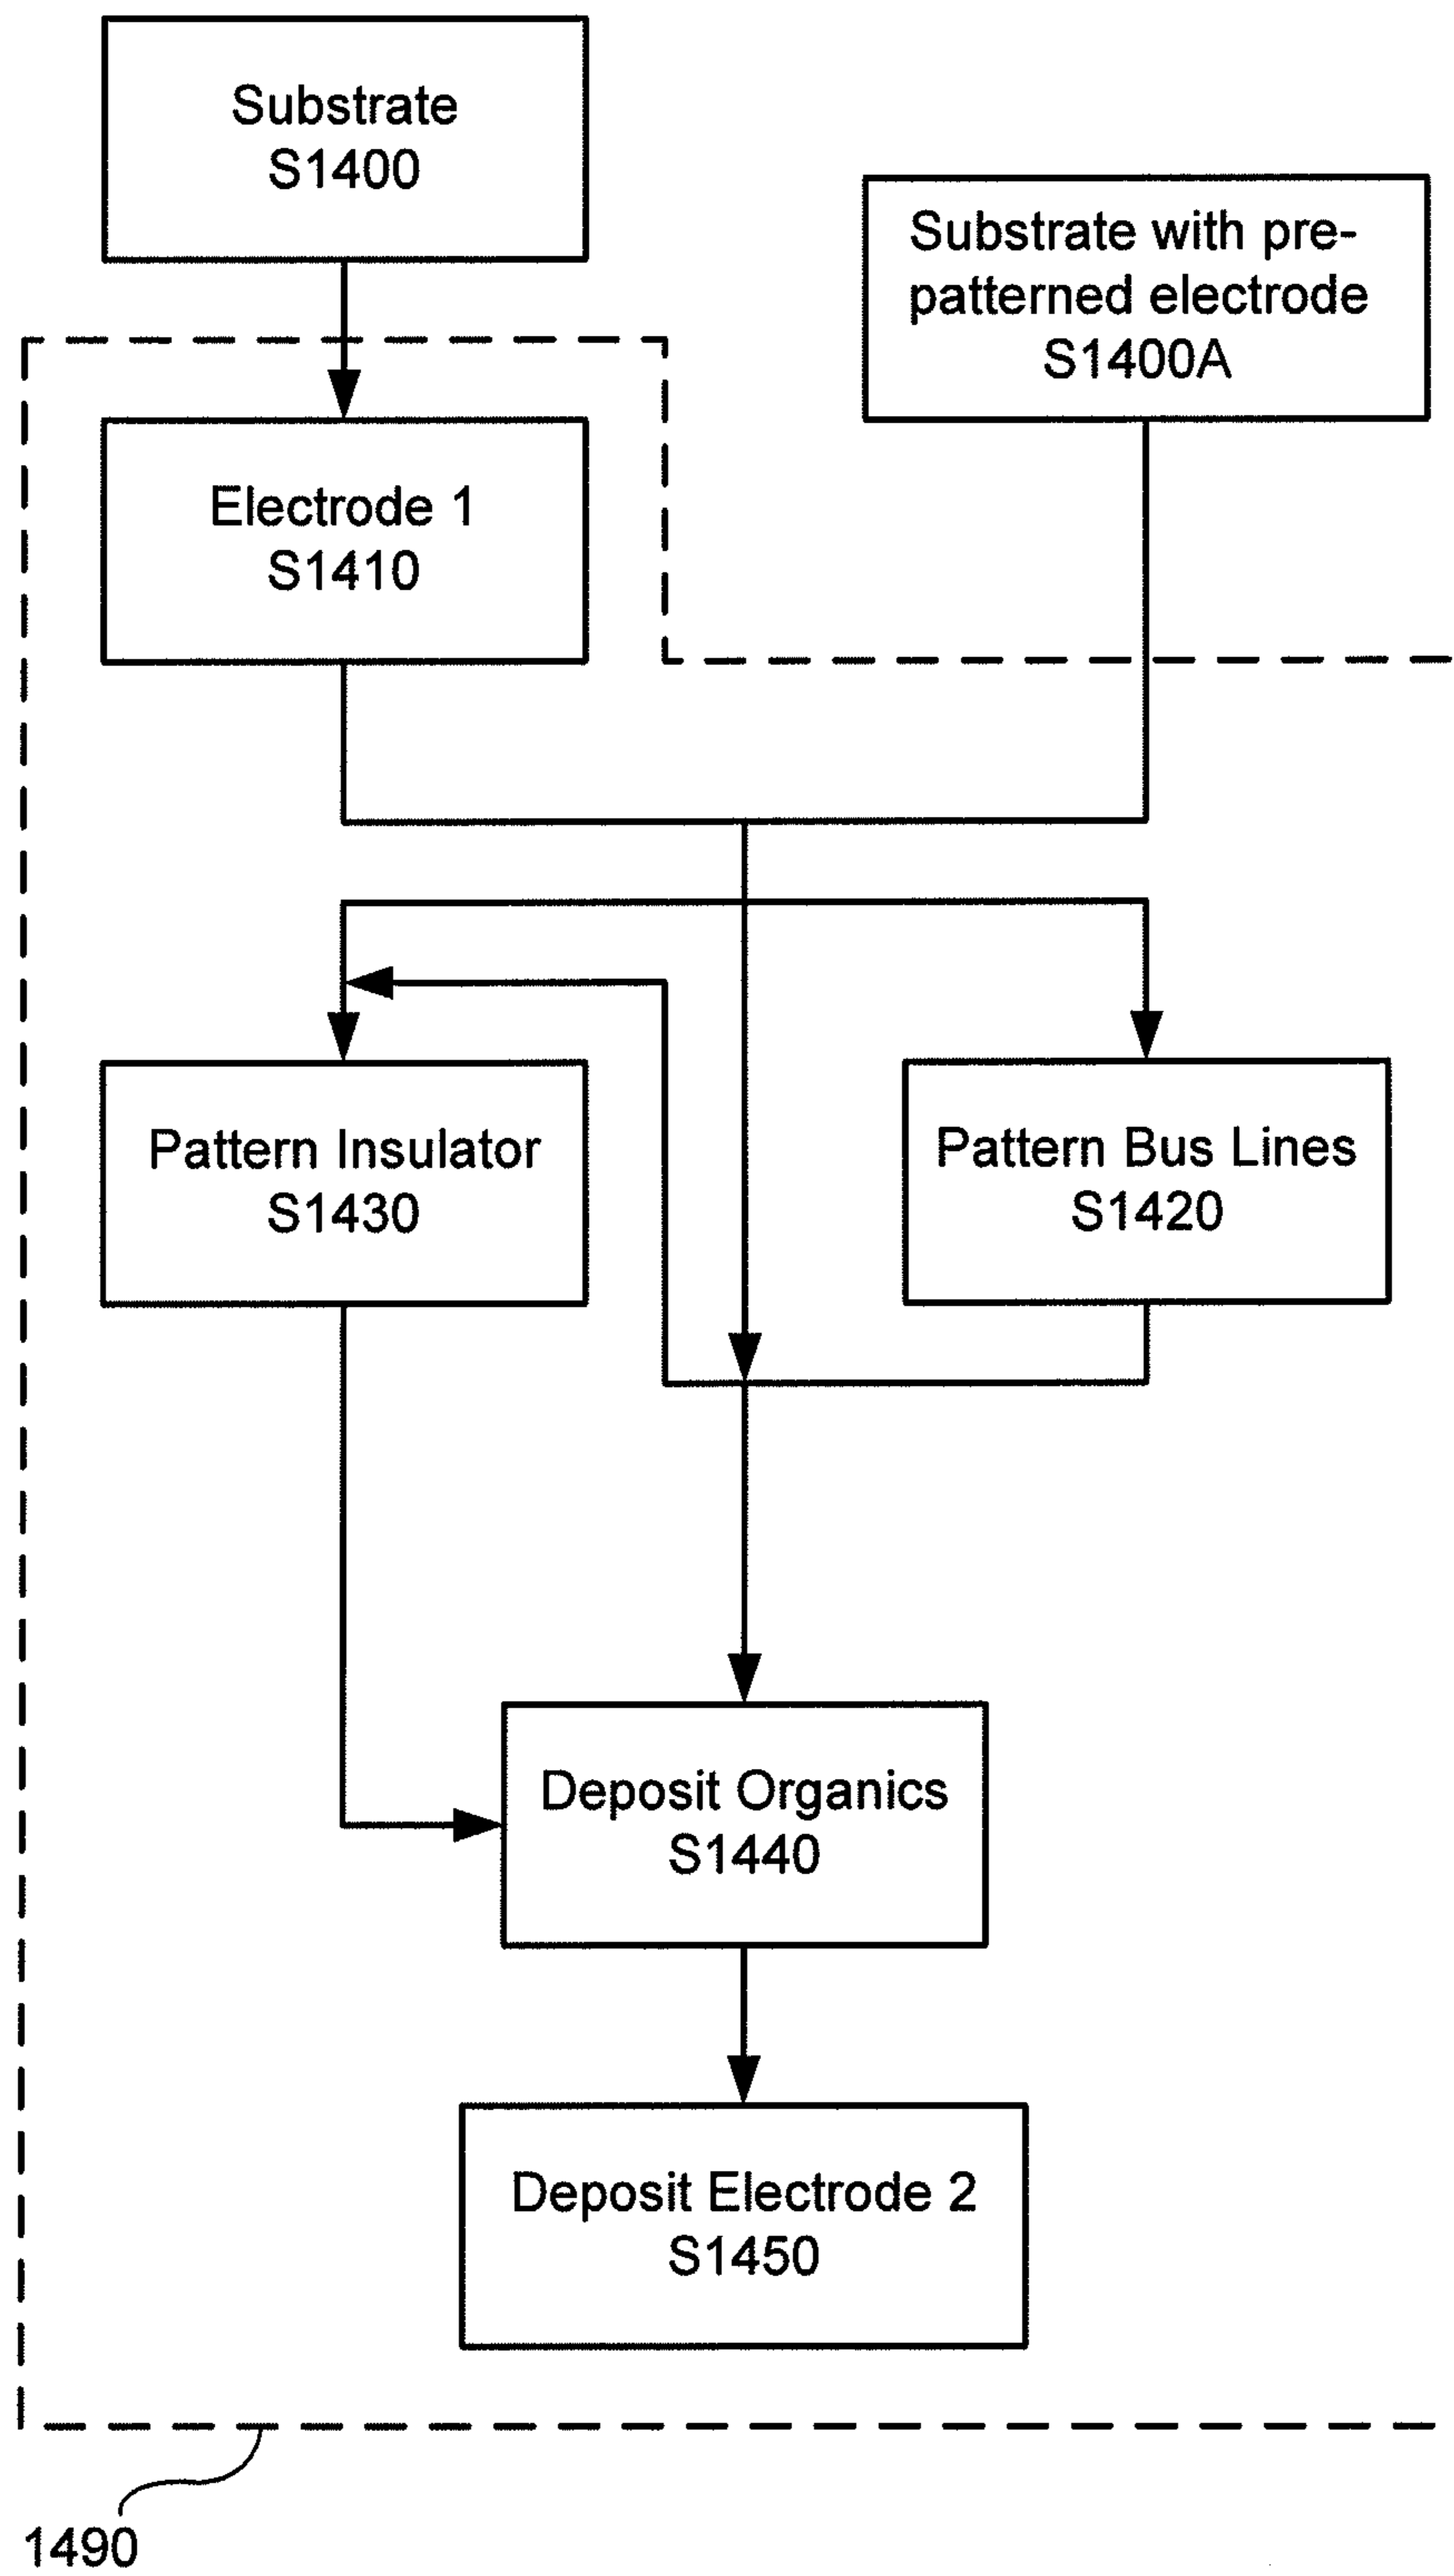 Substrate
S1400
Substrate with pre-
patterned electrode
S1400A
Electrode 1
S1410
Pattern Insulator
S1430
Pattern Bus Lines
S1420
Deposit Organics
S1440
Deposit Electrode 2
S1450
1490